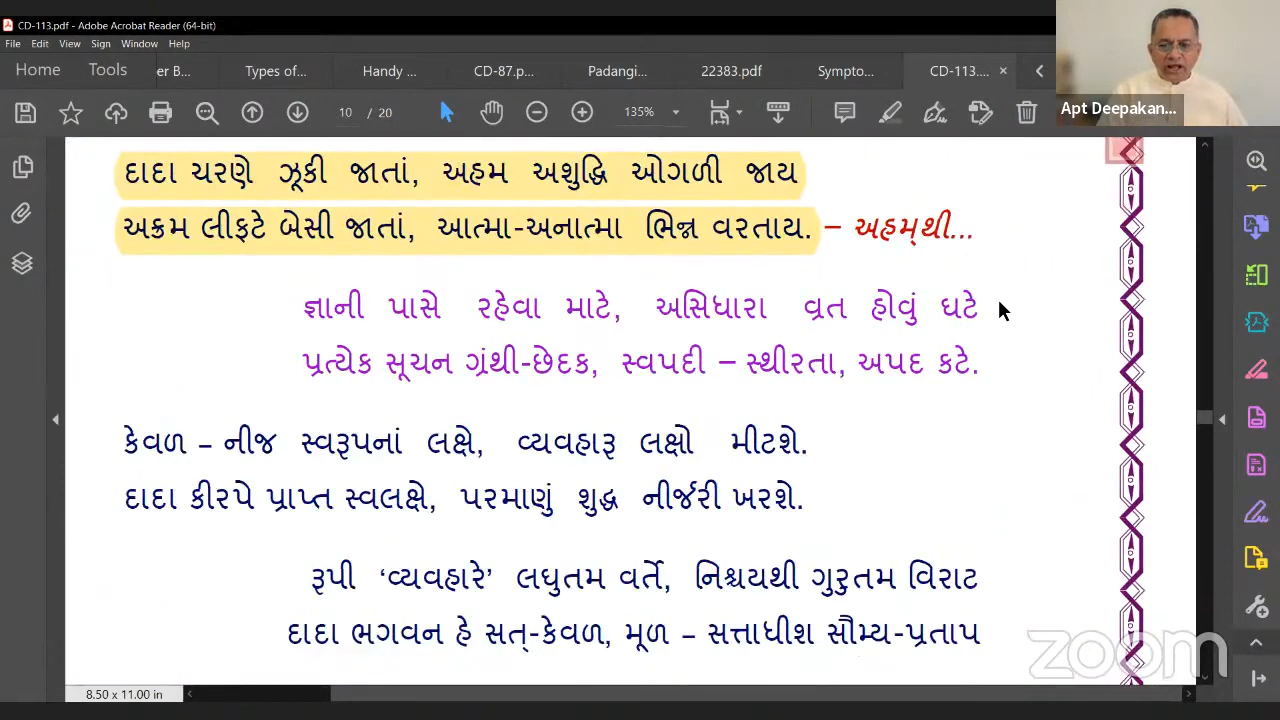 CD-113.pdf - Adobe Acrobat Reader (64-bit)
File Edit View Sign Window Help
Home Tools er B... Types of... Handy ... CD-87.p... Padangi... 22383.pdf Sympto... CD-113....
10 / 20 135%
Apt Deepakan...
દાદા ચરણે ઝૂકી જાતાં, અહમ અશુદ્ધિ ઓગળી જાય
અક્રમ લીફટે બેસી જાતાં, આત્મા-અનાત્મા ભિન્ન વરતાય. – અહમ્‌થી...
જ્ઞાની પાસે રહેવા માટે, અસિધારા વ્રત હોવું ઘટે
પ્રત્યેક સૂચન ગ્રંથી-છેદક, સ્વપદી – સ્થીરતા, અપદ કટે.
કેવળ – નીજ સ્વરૂપનાં લક્ષે, વ્યવહારૂ લક્ષો મીટશે.
દાદા કીરપે પ્રાપ્ત સ્વલક્ષે, પરમાણું શુદ્ધ નીર્જરી ખરશે.
રૂપી ‘વ્યવહારે’ લઘુતમ વર્તે, નિશ્ચયથી ગુરુતમ વિરાટ
દાદા ભગવન હે સત્-કેવળ, મૂળ – સત્તાધીશ સૌમ્ય-પ્રતાપ
zoom
8.50 x 11.00 in